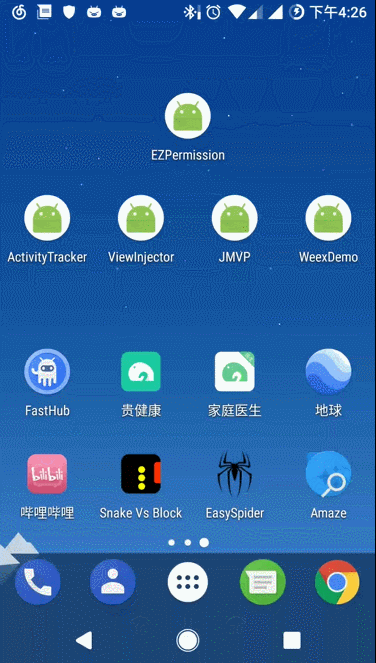 下午4:26
EZPermission
ActivityTracker ViewInjector JMVP WeexDemo
FastHub 贵健康 家庭医生 地球
bilibili
哔哩哔哩 Snake Vs Block EasySpider Amaze